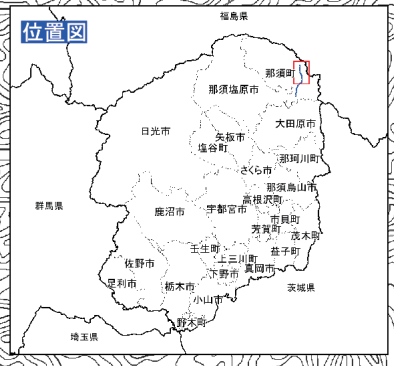 位置図
福島県
那須町
那須塩原市
大田原市
日光市
矢板市
塩谷町
那珂川町
さくら市
那須烏山市
高根沢町
群馬県
鹿沼市
宇都宮市
市貝町
芳賀町
茂木町
壬生町
益子町
上三川町
佐野市
真岡市
下野市
足利市
栃木市
茨城県
小山市
野木町
埼玉県